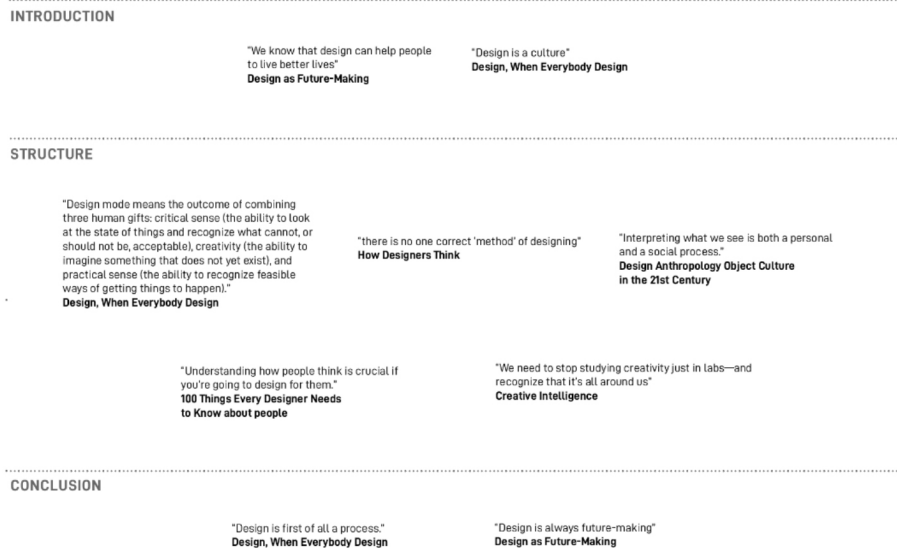 INTRODUCTION
"We know that design can help people
to live better lives"
Design as Future-Making
"Design is a culture"
Design, When Everybody Design
STRUCTURE
"Design mode means the outcome of combining
three human gifts: critical sense (the ability to look
at the state of things and recognize what cannot, or
should not be, acceptable), creativity (the ability to
imagine something that does not yet exist), and
practical sense (the ability to recognize feasible
ways of getting things to happen)."
Design, When Everybody Design
"there is no one correct 'method' of designing"
How Designers Think
"Interpreting what we see is both a personal
and a social process."
Design Anthropology Object Culture
in the 21st Century
"Understanding how people think is crucial if
you're going to design for them."
100 Things Every Designer Needs
to Know about people
"We need to stop studying creativity just in labs—and
recognize that it's all around us"
Creative Intelligence
CONCLUSION
"Design is first of all a process."
Design, When Everybody Design
"Design is always future-making"
Design as Future-Making